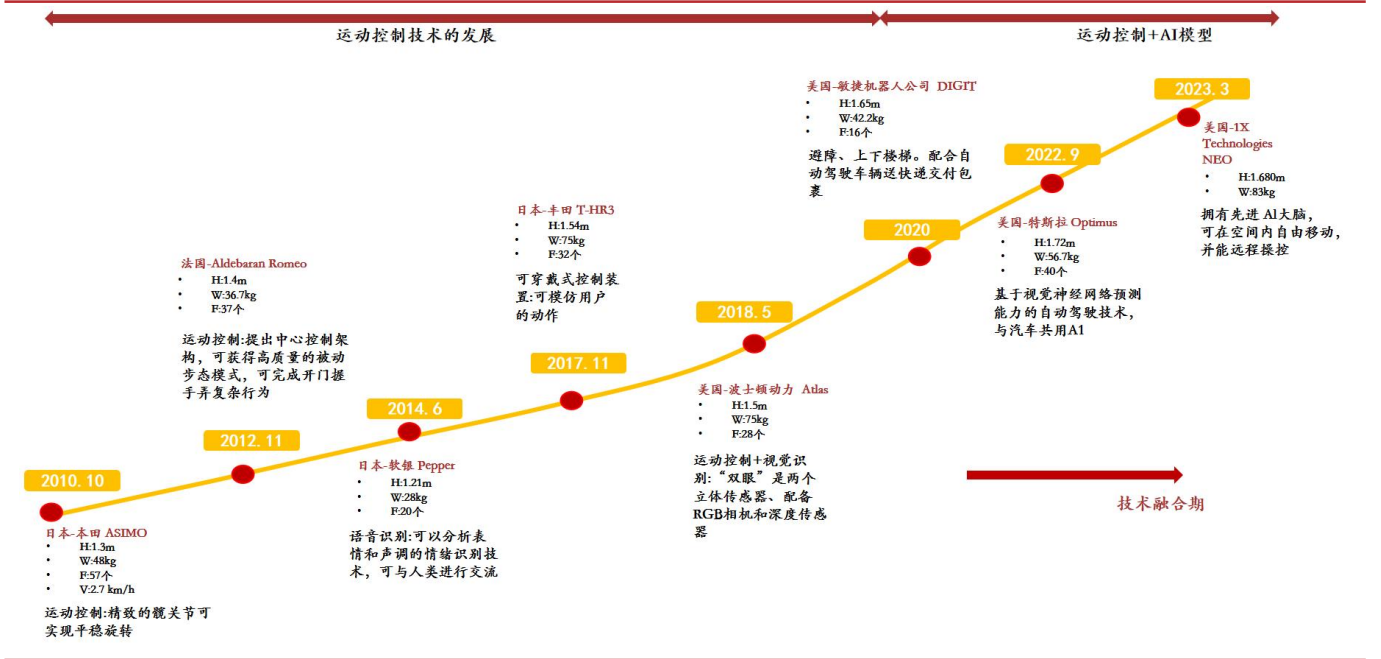 运动控制技术的发展
运动控制+AI模型
2010. 10
日本-本田 ASIMO
• H:1.3m
• W:48kg
• F:57个
• V:2.7 km/h
运动控制:精致的髋关节可
实现平稳旋转
法国-Aldebaran Romeo
• H:1.4m
• W:36.7kg
• F:37个
运动控制:提出中心控制架
构，可获得高质量的被动
步态模式，可完成开门握
手弄复杂行为
2012. 11
2014. 6
日本-软银 Pepper
• H:1.21m
• W:28kg
• F:20个
语音识别:可以分析表
情和声调的情绪识别技
术，可与人类进行交流
日本-丰田 T-HR3
• H:1.54m
• W:75kg
• F:32个
可穿戴式控制装
置:可模仿用户
的动作
2017. 11
2018. 5
美国-波士顿动力 Atlas
• H:1.5m
• W:75kg
• F:28个
运动控制+视觉识
别:“双眼”是两个
立体传感器、配备
RGB相机和深度传感
器
美国-敏捷机器人公司 DIGIT
• H:1.65m
• W:42.2kg
• F:16个
避障、上下楼梯。配合自
动驾驶车辆送快递交付包
裹
2020
2022. 9
美国-特斯拉 Optimus
• H:1.72m
• W:56.7kg
• F:40个
基于视觉神经网络预测
能力的自动驾驶技术，
与汽车共用A1
2023. 3
美国-1X
Technologies
NEO
• H:1.680m
• W:83kg
拥有先进 Al大脑，
可在空间内自由移动，
并能远程操控
技术融合期